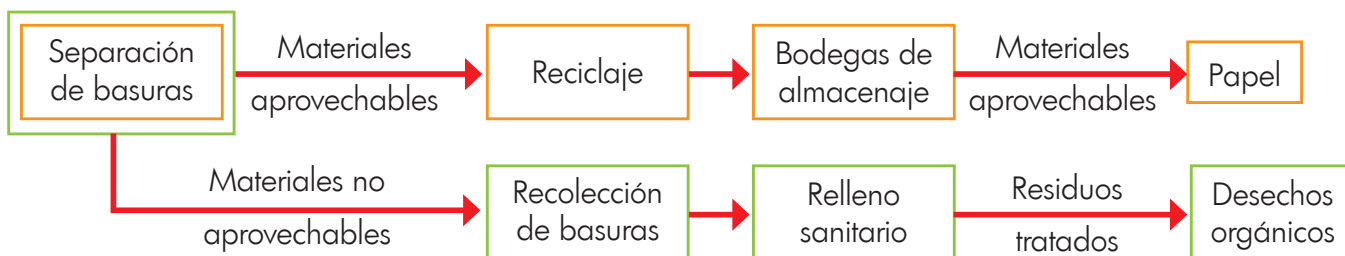 Separación
de basuras
Materiales
aprovechables
Reciclaje
Bodegas de
almacenaje
Materiales
aprovechables
Papel
Materiales no
aprovechables
Recolección
de basuras
Relleno
sanitario
Residuos
tratados
Desechos
orgánicos